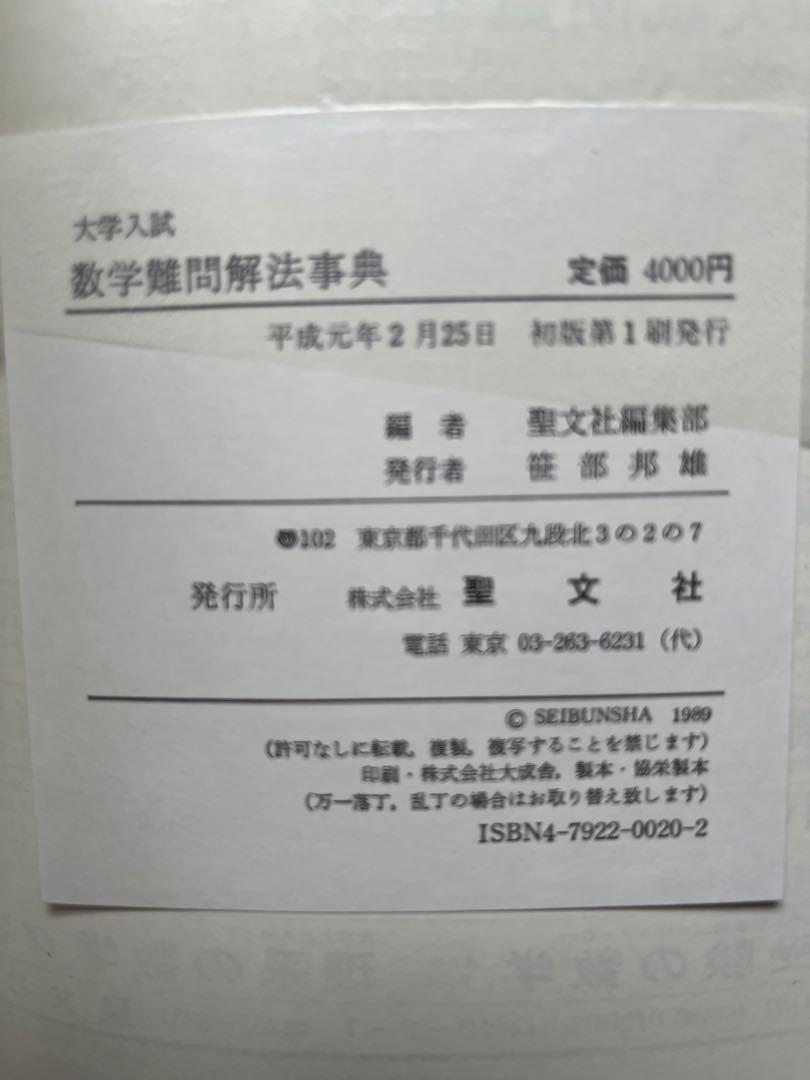 大学入試
数学難問解法事典 定価 4000円
平成元年2月25日 初版第1刷発行
編者 聖文社編集部
発行者 笹部邦雄
〠102 東京都千代田区九段北3の2の7
発行所 株式会社 聖文社
電話 東京 03-263-6231(代)
© SEIBUNSHA 1989
(許可なしに転載,複製,複写することを禁じます)
印刷・株式会社大成舎,製本・協栄製本
(万一落丁,乱丁の場合はお取り替え致します)
ISBN4-7922-0020-2